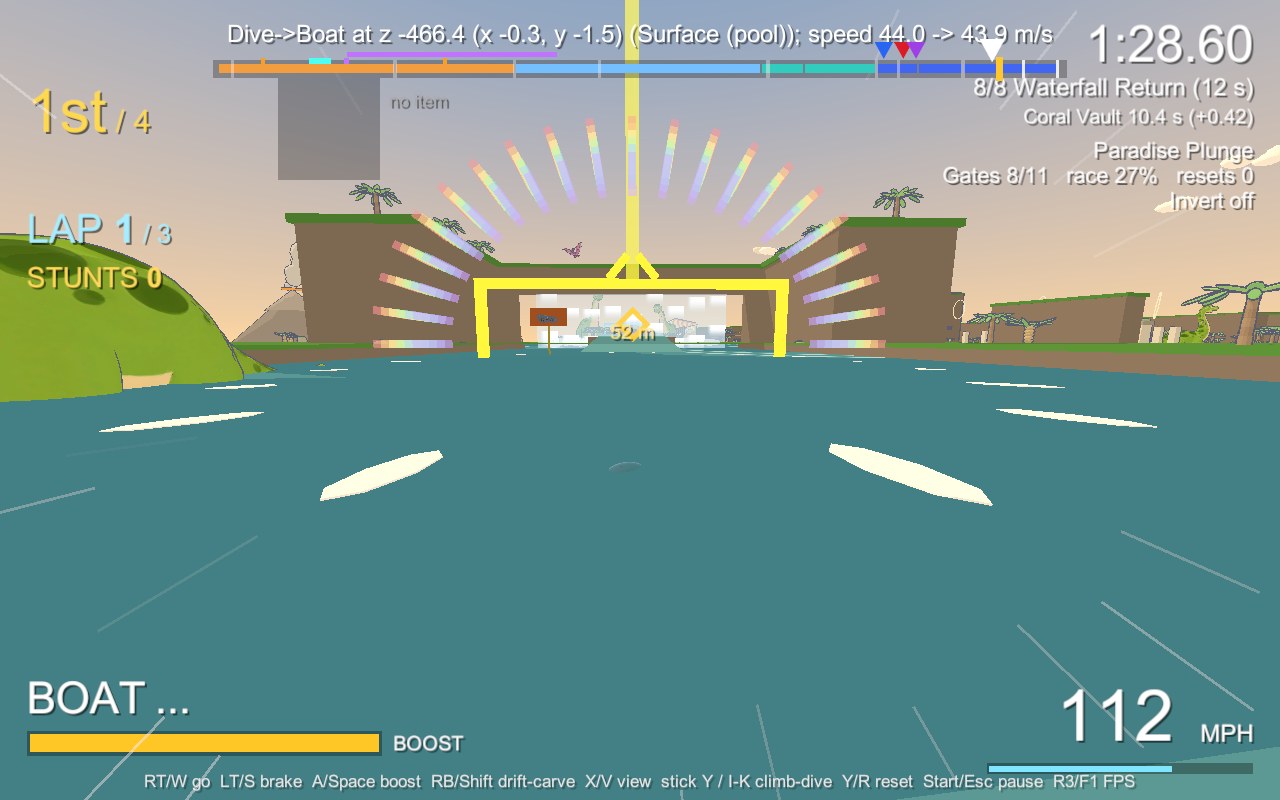 Dive->Boat at z -466.4 (x -0.3, y -1.5) (Surface (pool)); speed 44.0 -> 43.9 m/s
1:28.60
8/8 Waterfall Return (12 s)
1st / 4
no item
Coral Vault 10.4 s (+0.42)
Paradise Plunge
Gates 8/11 race 27% resets 0
Invert off
LAP 1 / 3
STUNTS 0
52 m
BOAT ...
BOOST
112 MPH
RT/W go LT/S brake A/Space boost RB/Shift drift-carve X/V view stick Y / I-K climb-dive Y/R reset Start/Esc pause R3/F1 FPS